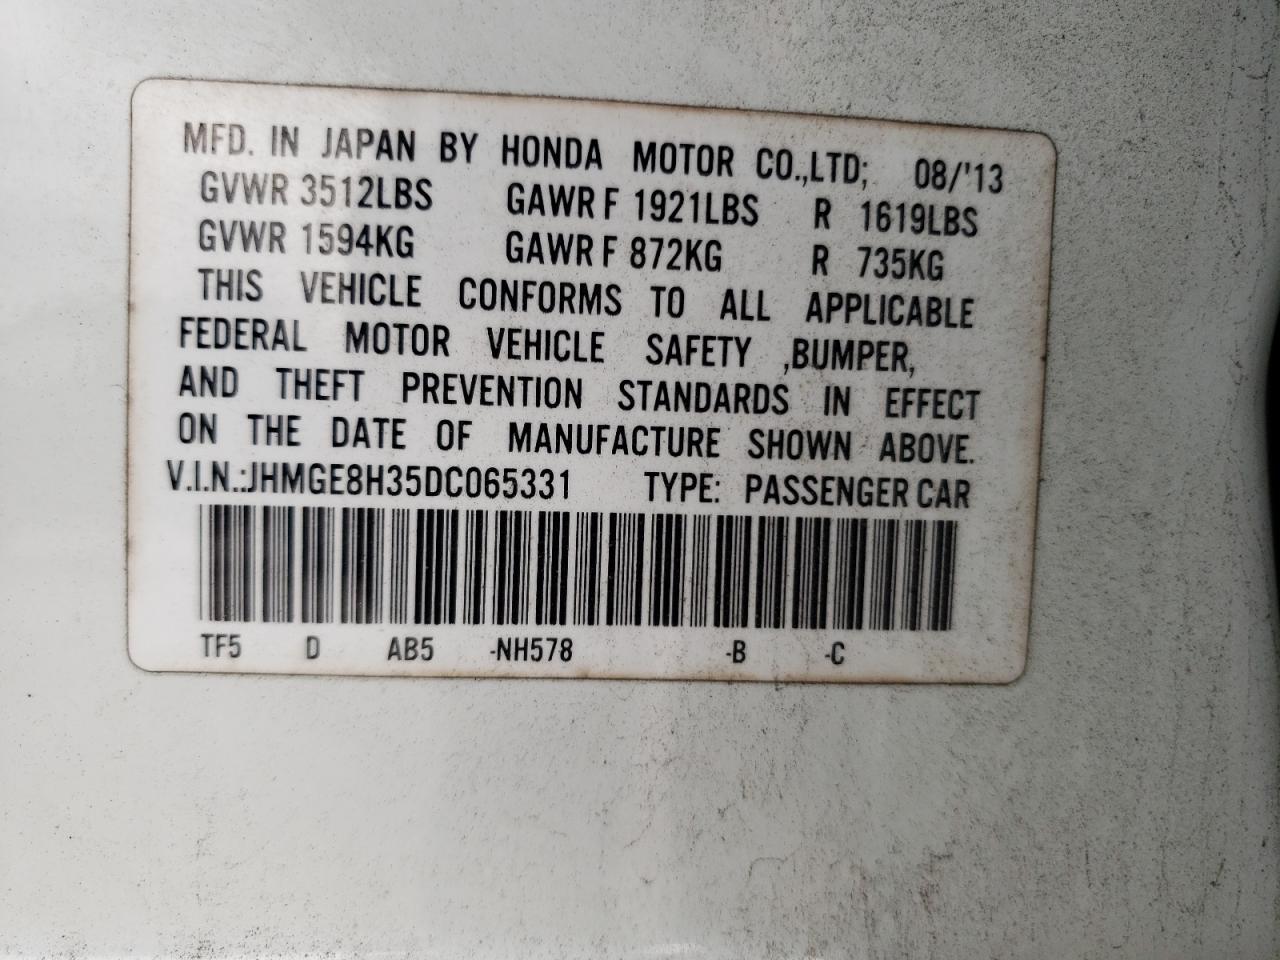 MFD. IN JAPAN BY HONDA MOTOR CO.,LTD; 08/'13
GVWR 3512LBS GAWR F 1921LBS R 1619LBS
GVWR 1594KG GAWR F 872KG R 735KG
THIS VEHICLE CONFORMS TO ALL APPLICABLE
FEDERAL MOTOR VEHICLE SAFETY ,BUMPER,
AND THEFT PREVENTION STANDARDS IN EFFECT
ON THE DATE OF MANUFACTURE SHOWN ABOVE.
V.I.N.:JHMGE8H35DC065331 TYPE: PASSENGER CAR
TF5 D AB5 -NH578 -B -C